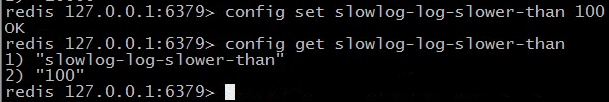 redis 127.0.0.1:6379> config set slowlog-log-slower-than 100
OK
redis 127.0.0.1:6379> config get slowlog-log-slower-than
1) "slowlog-log-slower-than"
2) "100"
redis 127.0.0.1:6379>